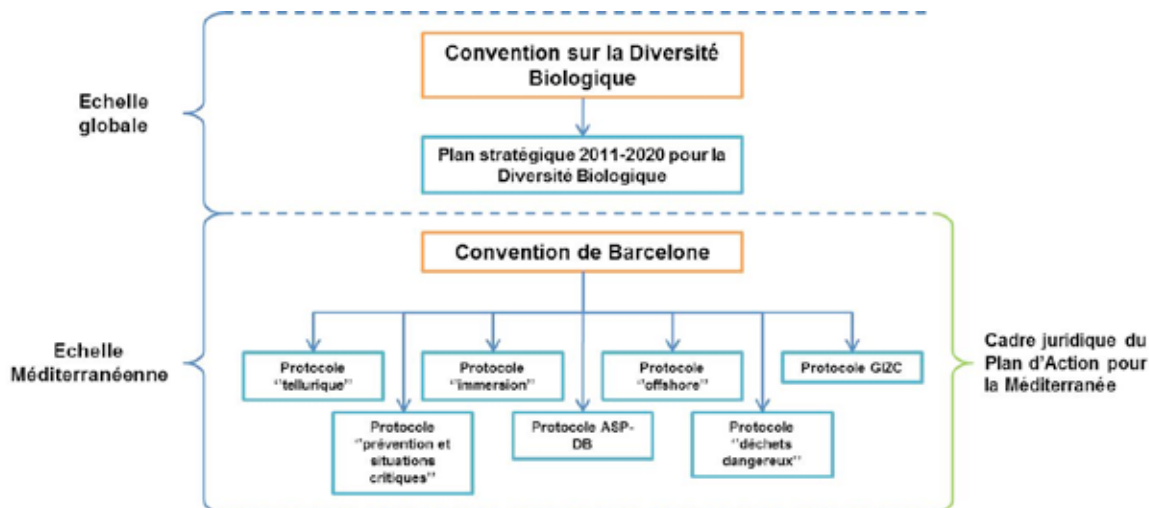 Convention sur la Diversité
Biologique
Echelle
globale
Plan stratégique 2011-2020 pour la
Diversité Biologique
Convention de Barcelone
Echelle
Méditerranéenne
Protocole
‘‘tellurique’’
Protocole
‘‘immersion’’
Protocole
‘‘offshore’’
Protocole GIZC
Protocole
‘‘prévention et
situations
critiques’’
Protocole ASP-
DB
Protocole
‘‘déchets
dangereux’’
Cadre juridique du
Plan d’Action pour
la Méditerranée